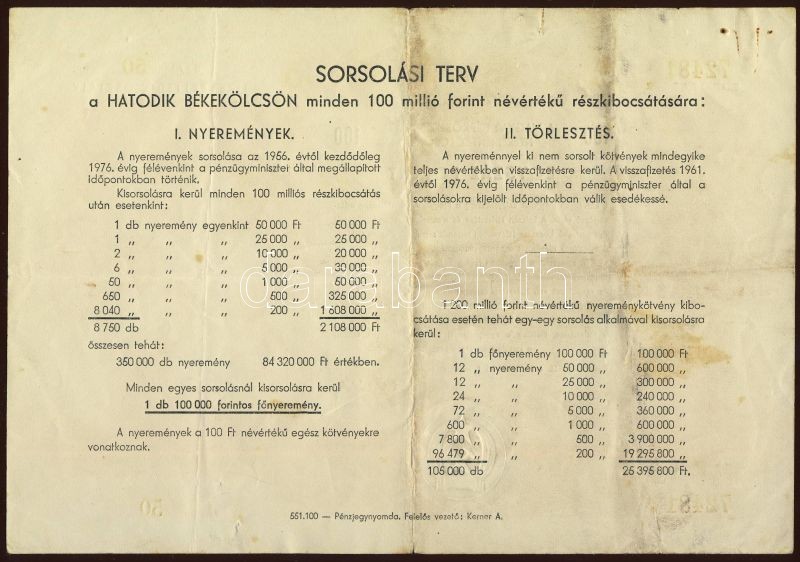 SORSOLÁSI TERV
a HATODIK BÉKEKÖLCSÖN minden 100 millió forint névértékű részkibocsátására:
I. NYEREMÉNYEK.
A nyeremények sorsolása az 1956. évtől kezdődőleg
1976. évig félévenkint a pénzügyminiszter által megállapított
időpontokban történik.
Kisorsolásra kerül minden 100 milliós részkibocsátás
után esetenkint:
1 db nyeremény egyenkint 50 000 Ft 50 000 Ft
1 „ „ „ 25 000 „ 25 000 „
2 „ „ „ 10 000 „ 20 000 „
6 „ „ „ 5 000 „ 30 000 „
50 „ „ „ 1 000 „ 50 000 „
650 „ „ „ 500 „ 325 000 „
8 040 „ „ „ 200 „ 1 608 000 „
8 750 db 2 108 000 Ft
összesen tehát:
350 000 db nyeremény 84 320 000 Ft értékben.
Minden egyes sorsolásnál kisorsolásra kerül
1 db 100 000 forintos főnyeremény.
A nyeremények a 100 Ft névértékű egész kötvényekre
vonatkoznak.
II. TÖRLESZTÉS.
A nyereménnyel ki nem sorsolt kötvények mindegyike
teljes névértékben visszafizetésre kerül. A visszafizetés 1961.
évtől 1976. évig félévenkint a pénzügyminiszter által a
sorsolásokra kijelölt időpontokban válik esedékessé.
1 200 millió forint névértékű nyereménykötvény kibo-
csátása esetén tehát egy-egy sorsolás alkalmával kisorsolásra
kerül:
1 db főnyeremény 100 000 Ft 100 000 Ft
12 „ nyeremény 50 000 „ 600 000 „
12 „ „ 25 000 „ 300 000 „
24 „ „ 10 000 „ 240 000 „
72 „ „ 5 000 „ 360 000 „
600 „ „ 1 000 „ 600 000 „
7 800 „ „ 500 „ 3 900 000 „
96 479 „ „ 200 „ 19 295 800 „
105 000 db 25 395 800 Ft.
551.100 — Pénzjegynyomda. Felelős vezető: Kerner A.
darabanth